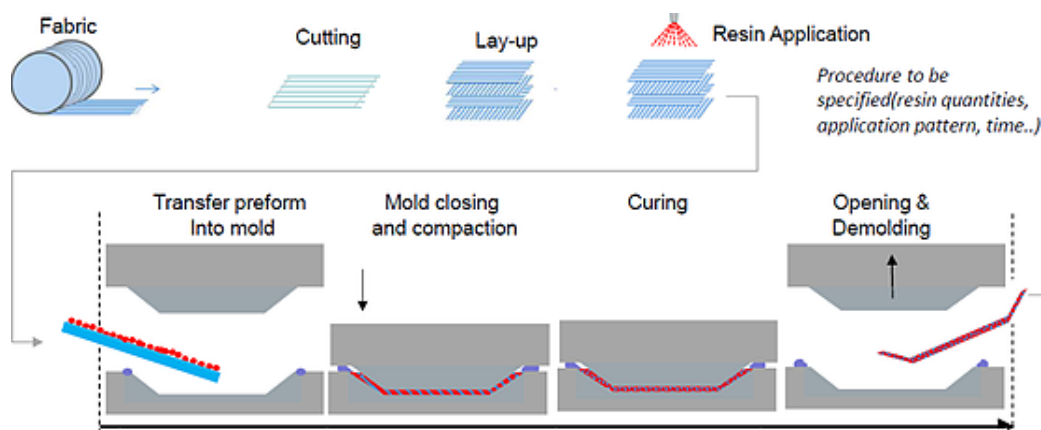 Fabric
Cutting
Lay-up
Resin Application
Procedure to be
specified(resin quantities,
application pattern, time..)
Transfer preform
Into mold
Mold closing
and compaction
Curing
Opening &
Demolding